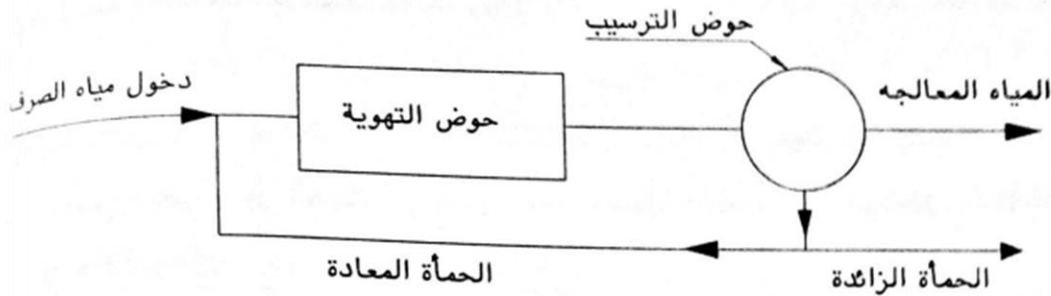 حوض الترسيب
دخول مياه الصرف
حوض التهوية
المياه المعالجه
الحمأة المعادة
الحمأة الزائدة